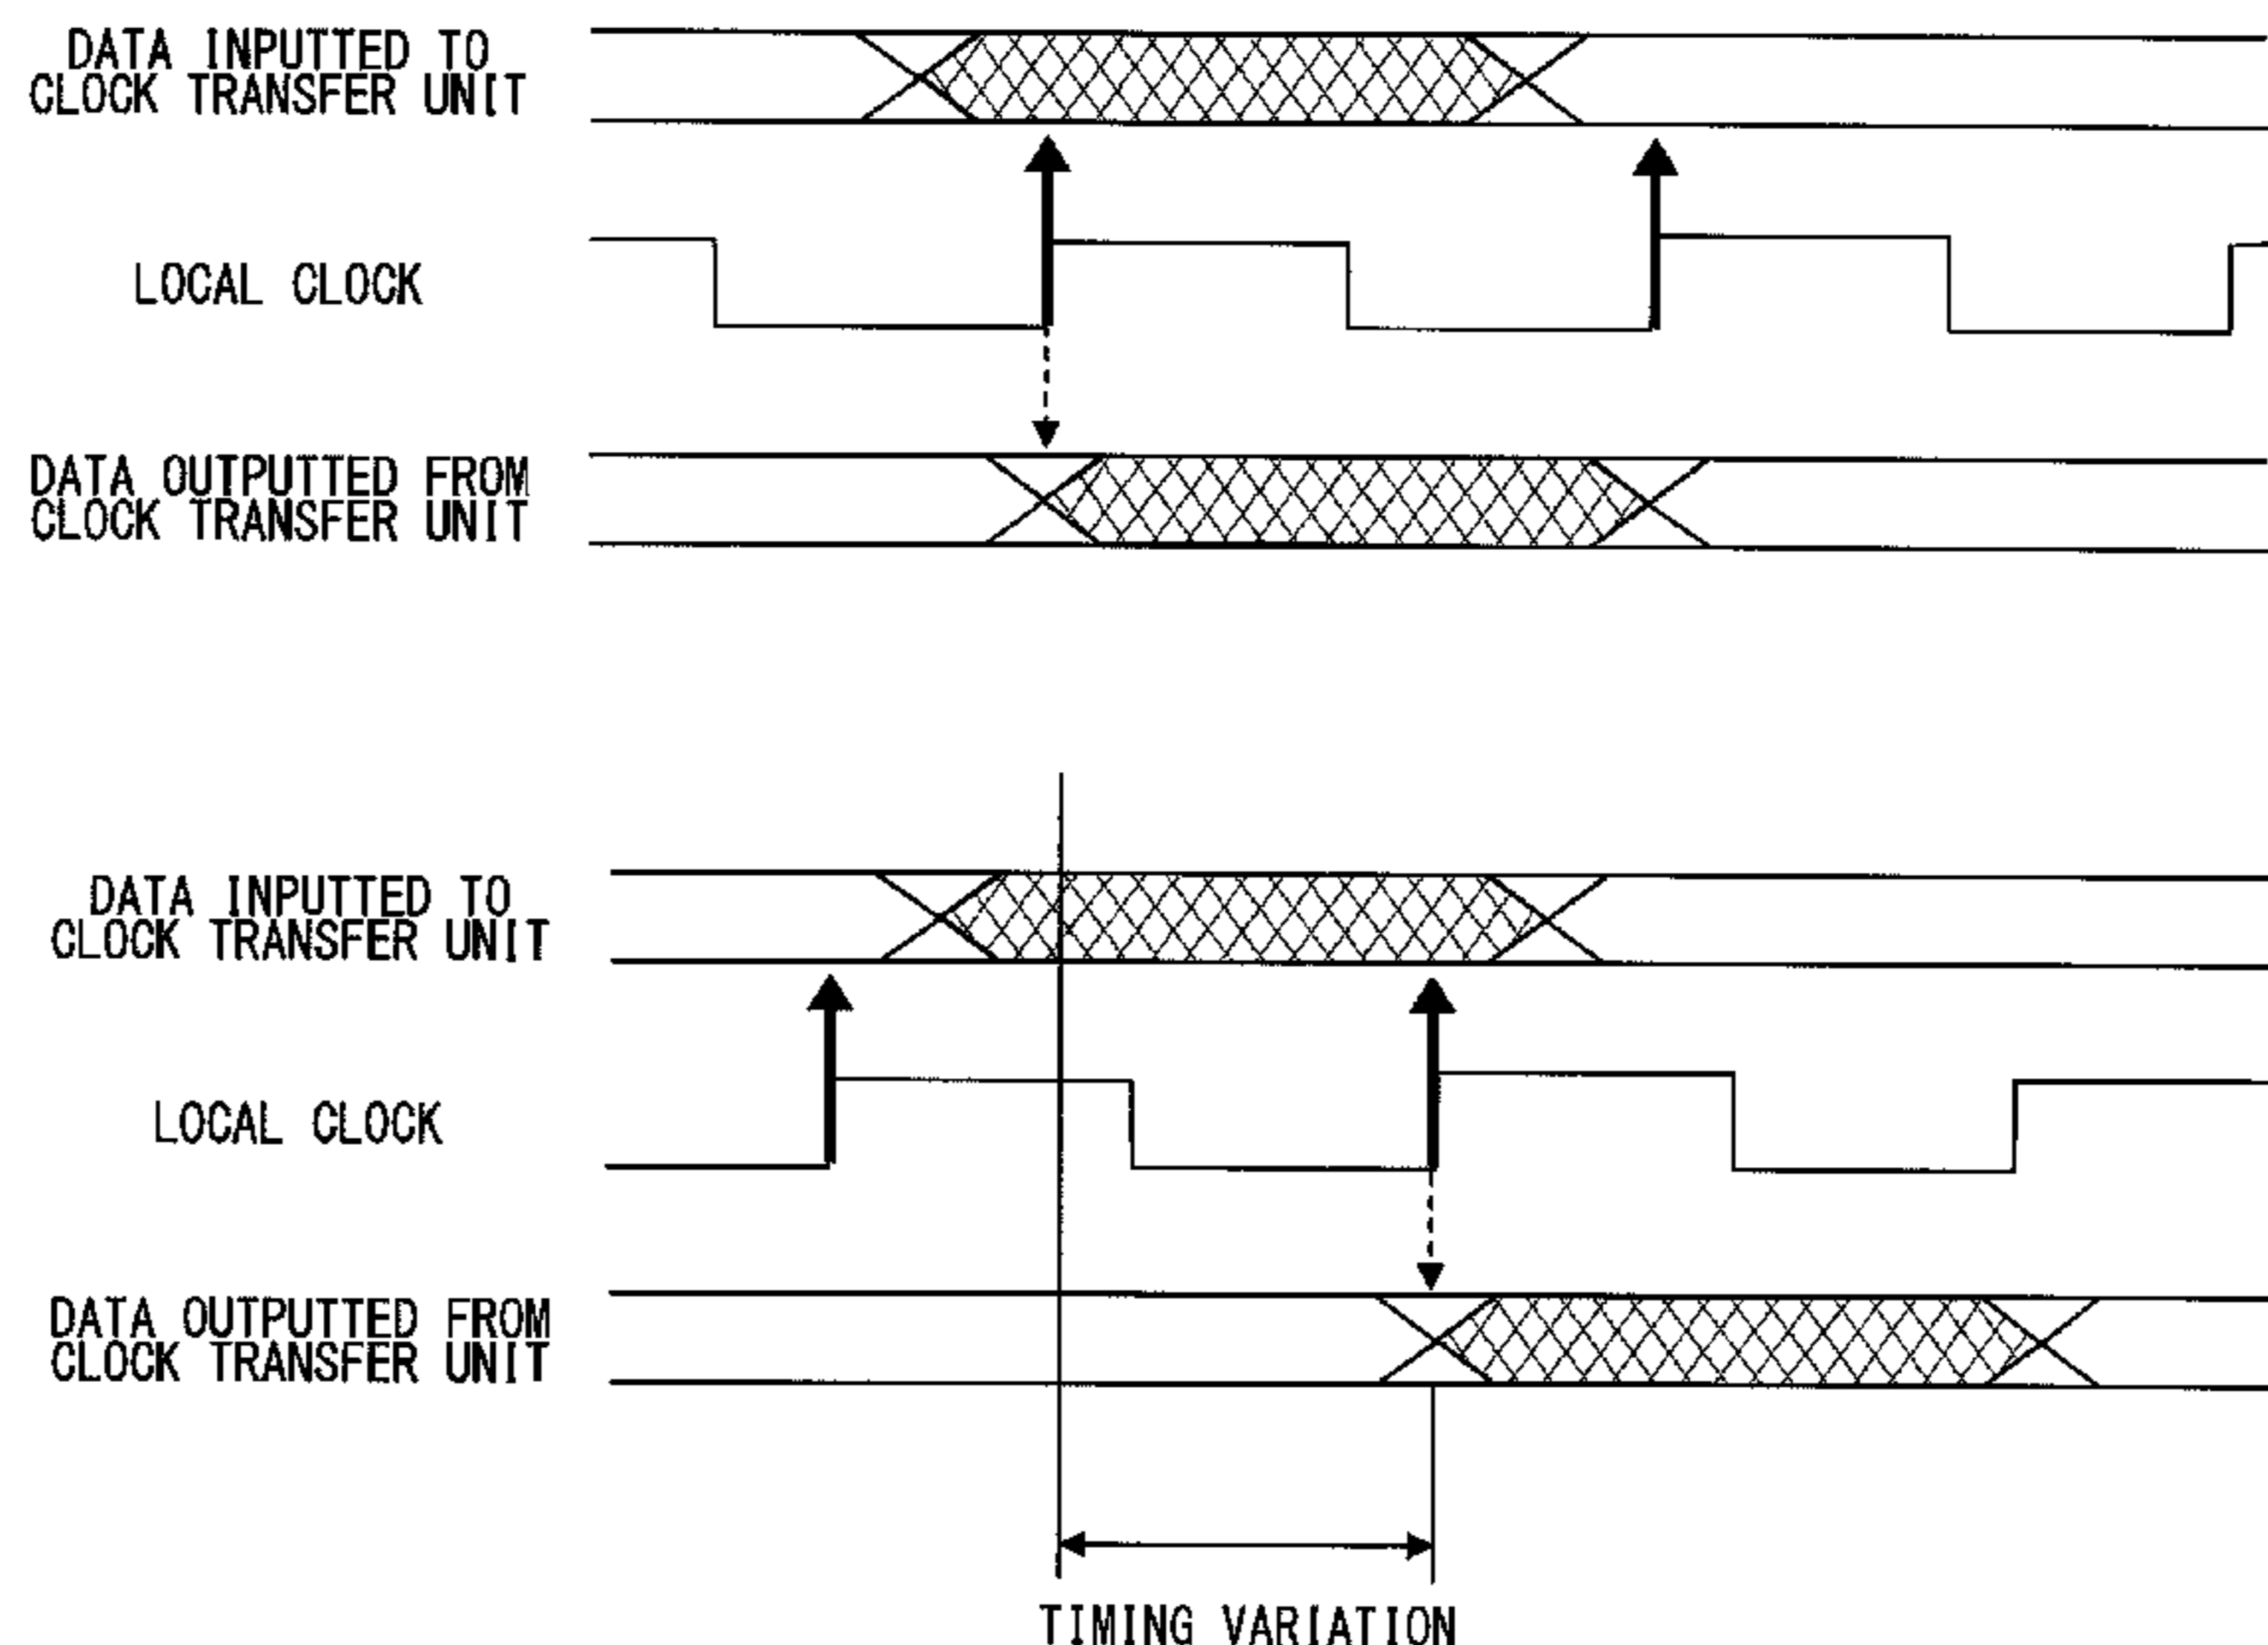 DATA INPUTTED TO
CLOCK TRANSFER UNIT
LOCAL CLOCK
DATA OUTPUTTED FROM
CLOCK TRANSFER UNIT
DATA INPUTTED TO
CLOCK TRANSFER UNIT
LOCAL CLOCK
DATA OUTPUTTED FROM
CLOCK TRANSFER UNIT
TIMING VARIATION